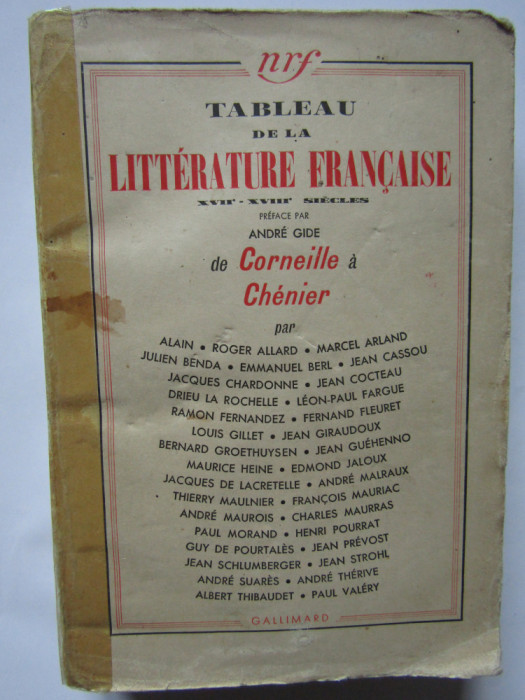 nrf
TABLEAU
DE LA
LITTÉRATURE FRANÇAISE
XVIIᵉ - XVIIIᵉ SIÈCLES
PRÉFACE PAR
ANDRÉ GIDE
de Corneille à
Chénier
par
ALAIN • ROGER ALLARD • MARCEL ARLAND
JULIEN BENDA • EMMANUEL BERL • JEAN CASSOU
JACQUES CHARDONNE • JEAN COCTEAU
DRIEU LA ROCHELLE • LÉON-PAUL FARGUE
RAMON FERNANDEZ • FERNAND FLEURET
LOUIS GILLET • JEAN GIRAUDOUX
BERNARD GROETHUYSEN • JEAN GUÉHENNO
MAURICE HEINE • EDMOND JALOUX
JACQUES DE LACRETELLE • ANDRÉ MALRAUX
THIERRY MAULNIER • FRANÇOIS MAURIAC
ANDRÉ MAUROIS • CHARLES MAURRAS
PAUL MORAND • HENRI POURRAT
GUY DE POURTALÈS • JEAN PRÉVOST
JEAN SCHLUMBERGER • JEAN STROHL
ANDRÉ SUARÈS • ANDRÉ THÉRIVE
ALBERT THIBAUDET • PAUL VALÉRY
GALLIMARD